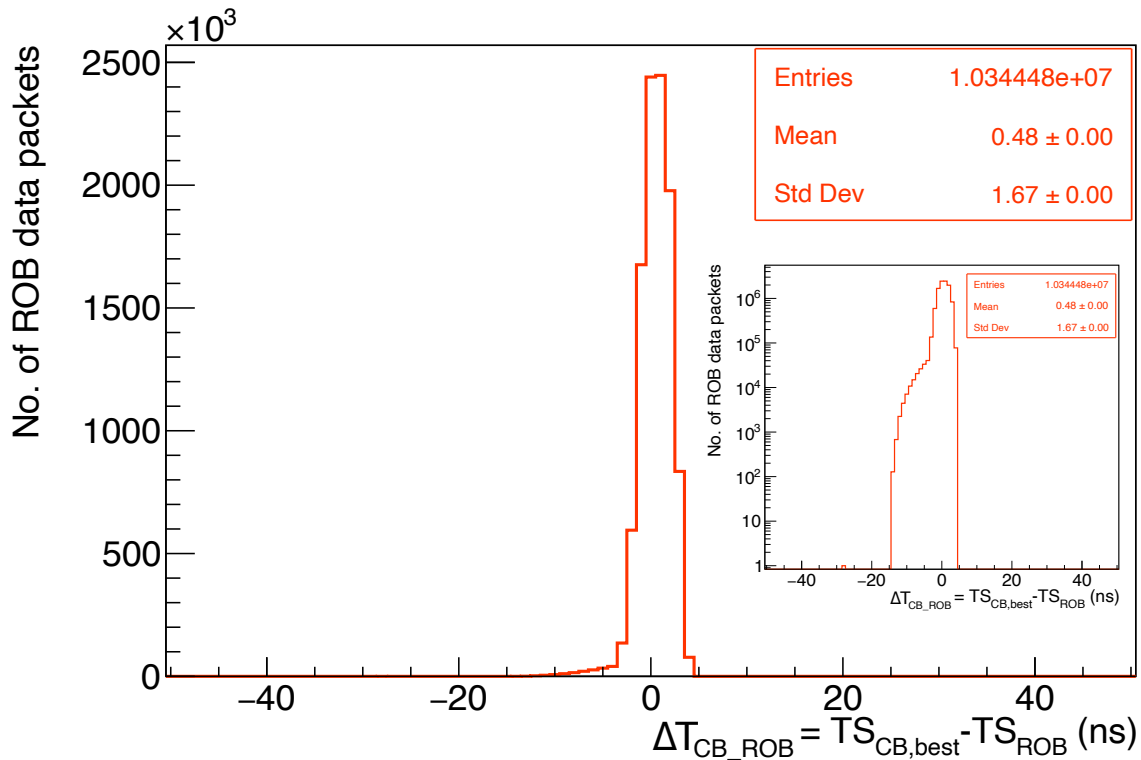 ×10³
No. of ROB data packets
2500
2000
1500
1000
500
0
−40
−20
0
20
40
ΔT_CB_ROB = TS_CB,best-TS_ROB (ns)
Entries 1.034448e+07
Mean 0.48 ± 0.00
Std Dev 1.67 ± 0.00
No. of ROB data packets
10⁶
10⁵
10⁴
10³
10²
10
1
−40
−20
0
20
40
ΔT_CB_ROB = TS_CB,best-TS_ROB (ns)
Entries 1.034448e+07
Mean 0.48 ± 0.00
Std Dev 1.67 ± 0.00